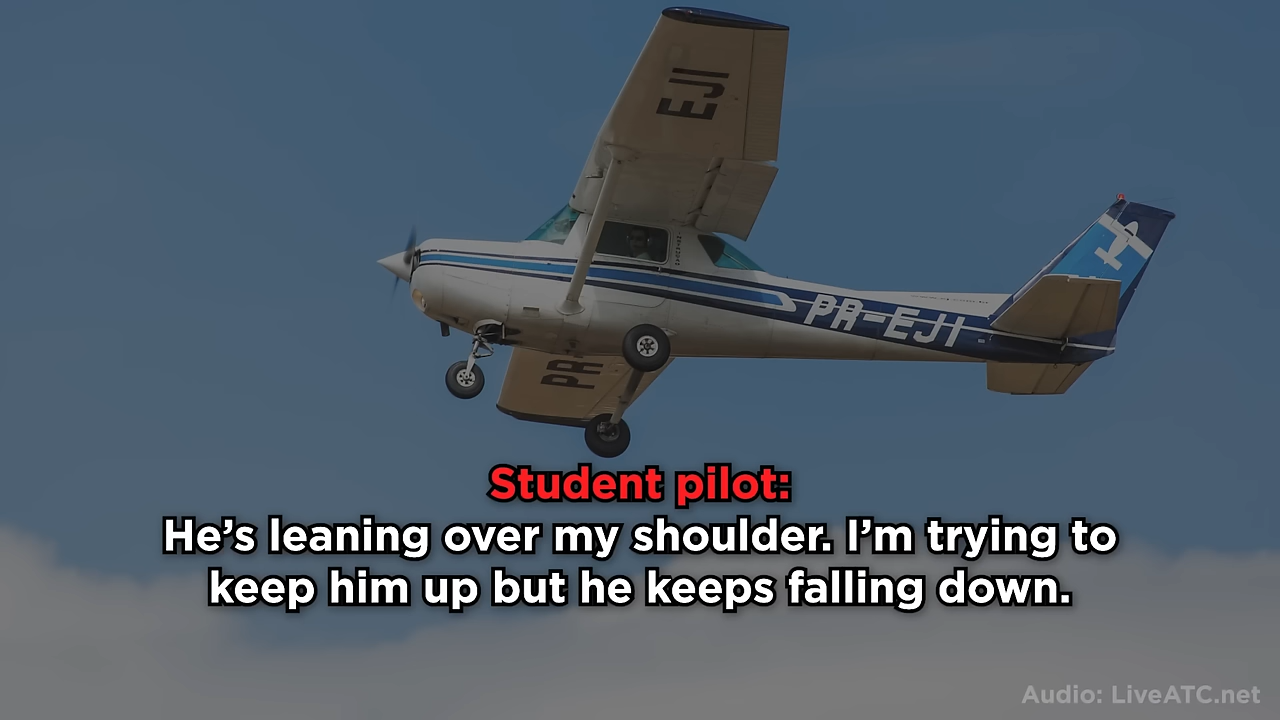 EJI
PR-EJI
PR
Student pilot:
He's leaning over my shoulder. I'm trying to
keep him up but he keeps falling down.
Audio: LiveATC.net